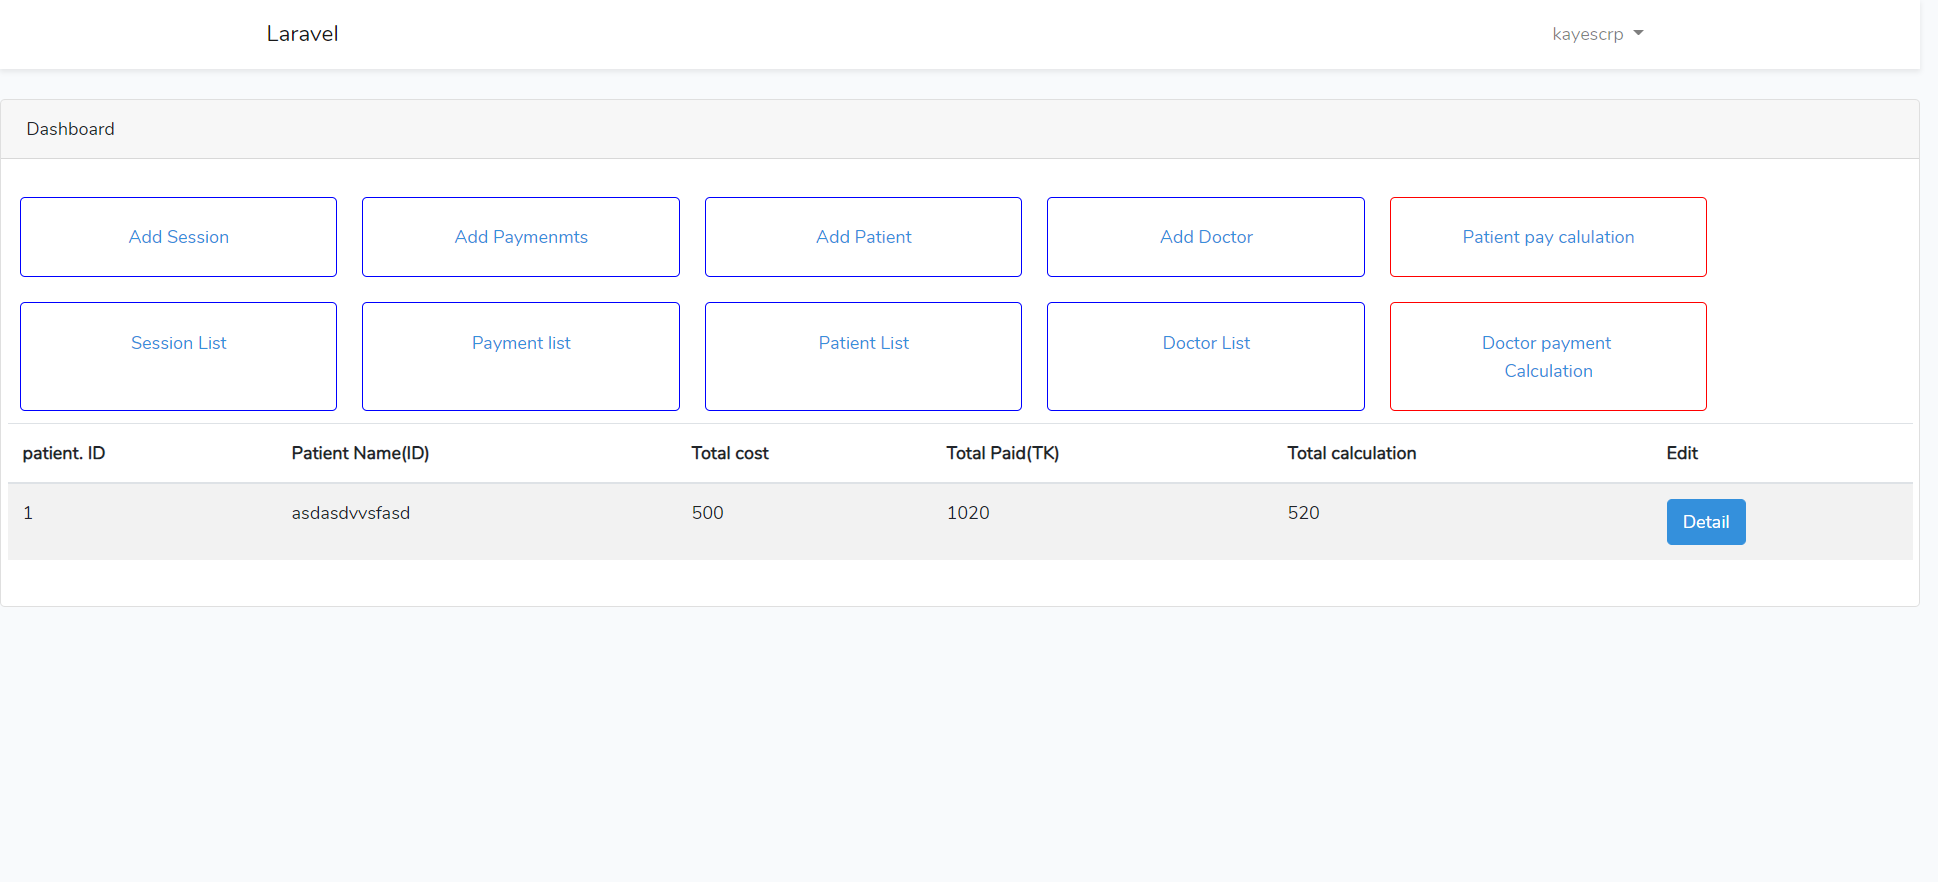 Laravel
kayescrp
Dashboard
Add Session
Add Paymenmts
Add Patient
Add Doctor
Patient pay calulation
Session List
Payment list
Patient List
Doctor List
Doctor payment
Calculation
patient. ID
Patient Name(ID)
Total cost
Total Paid(TK)
Total calculation
Edit
1
asdasdvvsfasd
500
1020
520
Detail